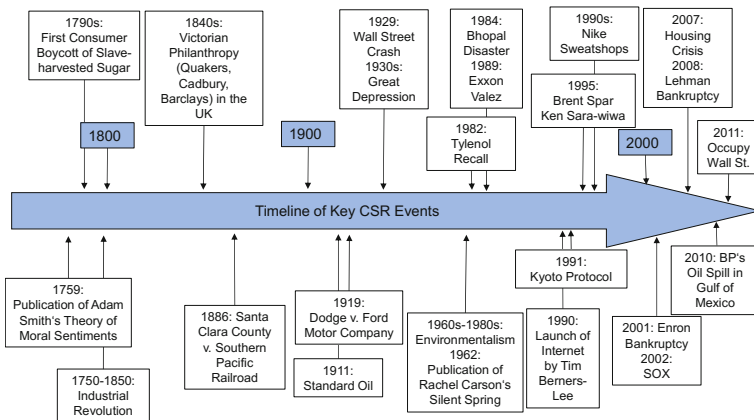 1790s:
First Consumer
Boycott of Slave-
harvested Sugar
1840s:
Victorian
Philanthropy
(Quakers,
Cadbury,
Barclays) in the
UK
1929:
Wall Street
Crash
1930s:
Great
Depression
1984:
Bhopal
Disaster
1989:
Exxon
Valez
1982:
Tylenol
Recall
1990s:
Nike
Sweatshops
1995:
Brent Spar
Ken Sara-wiwa
2007:
Housing
Crisis
2008:
Lehman
Bankruptcy
2011:
Occupy
Wall St.
1800
1900
2000
Timeline of Key CSR Events
1759:
Publication of Adam
Smith's Theory of
Moral Sentiments
1750-1850:
Industrial
Revolution
1886: Santa
Clara County
v. Southern
Pacific
Railroad
1919:
Dodge v. Ford
Motor Company
1911:
Standard Oil
1960s-1980s:
Environmentalism
1962:
Publication of
Rachel Carson's
Silent Spring
1991:
Kyoto Protocol
1990:
Launch of
Internet
by Tim
Berners-
Lee
2001: Enron
Bankruptcy
2002:
SOX
2010: BP's
Oil Spill in
Gulf of
Mexico